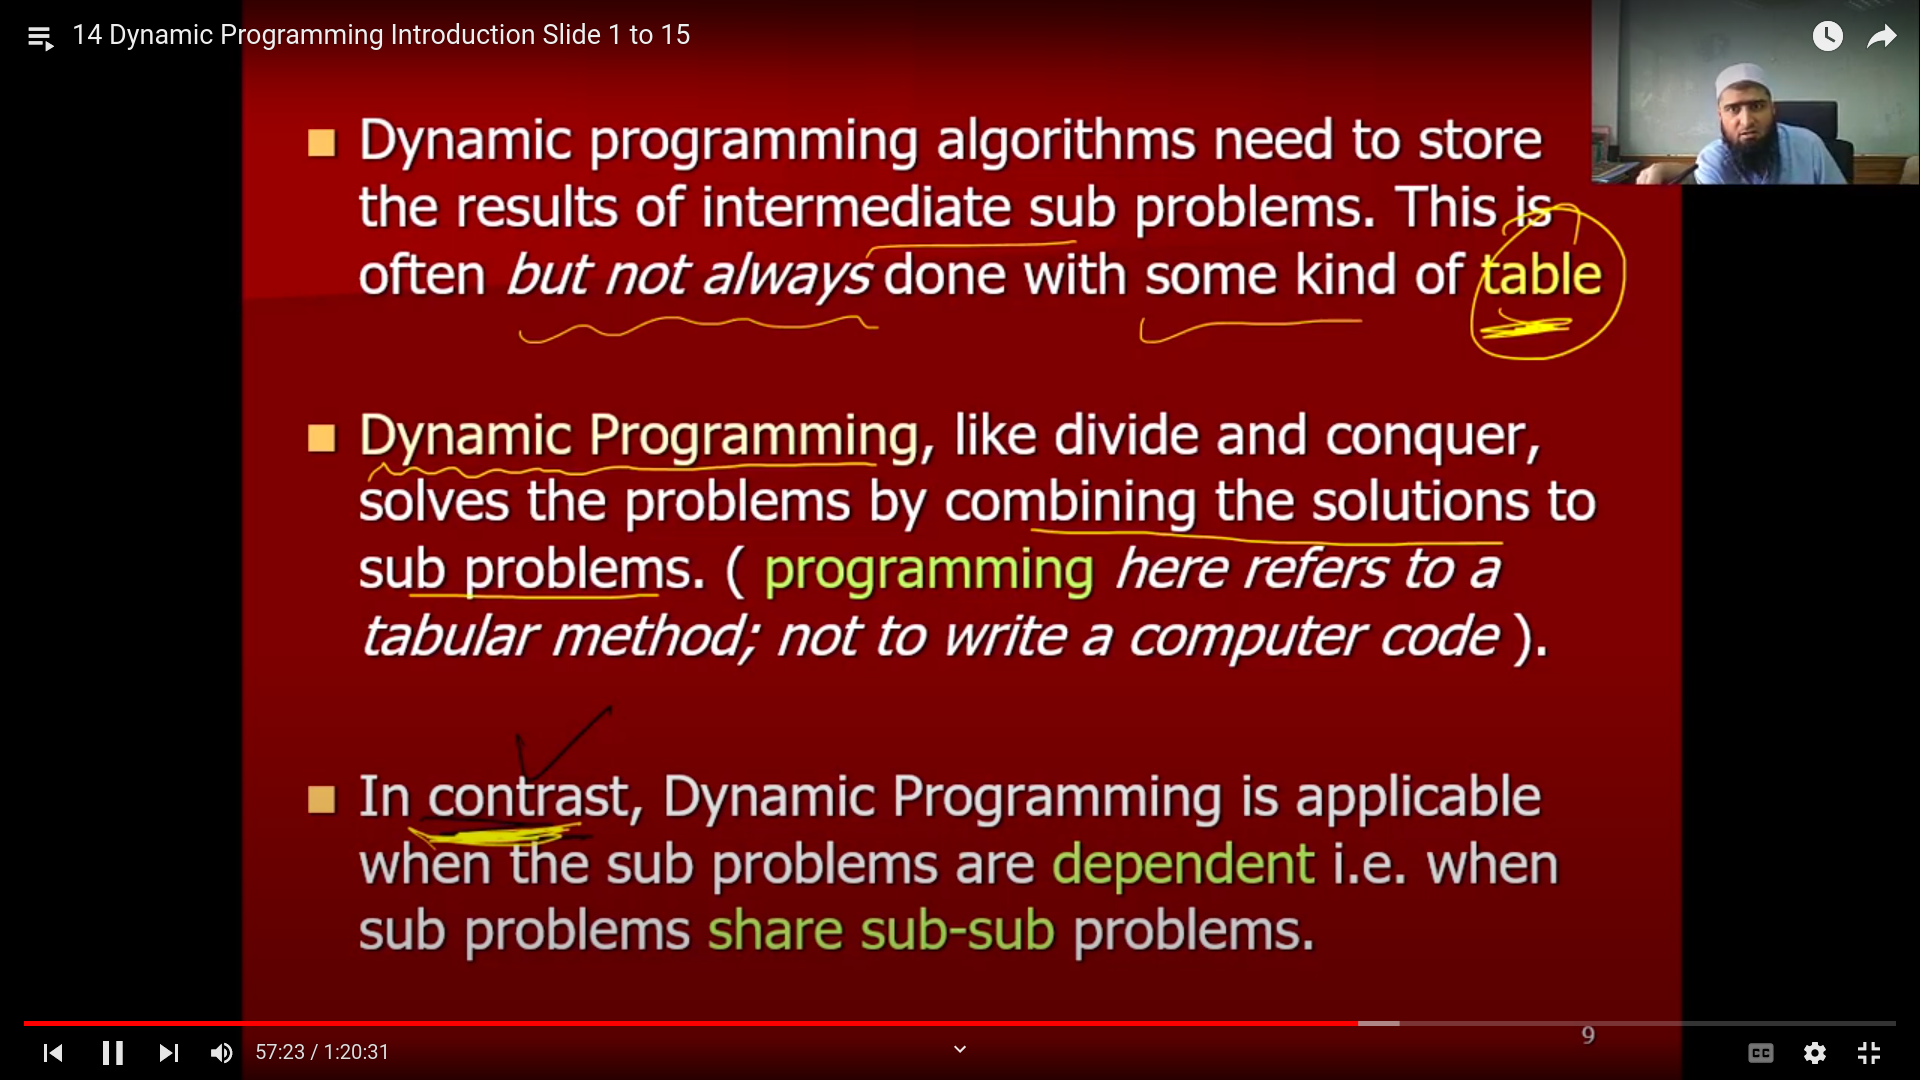 14 Dynamic Programming Introduction Slide 1 to 15
Dynamic programming algorithms need to store
the results of intermediate sub problems. This is
often but not always done with some kind of table
Dynamic Programming, like divide and conquer,
solves the problems by combining the solutions to
sub problems. ( programming here refers to a
tabular method; not to write a computer code ).
In contrast, Dynamic Programming is applicable
when the sub problems are dependent i.e. when
sub problems share sub-sub problems.
9
57:23 / 1:20:31
CC